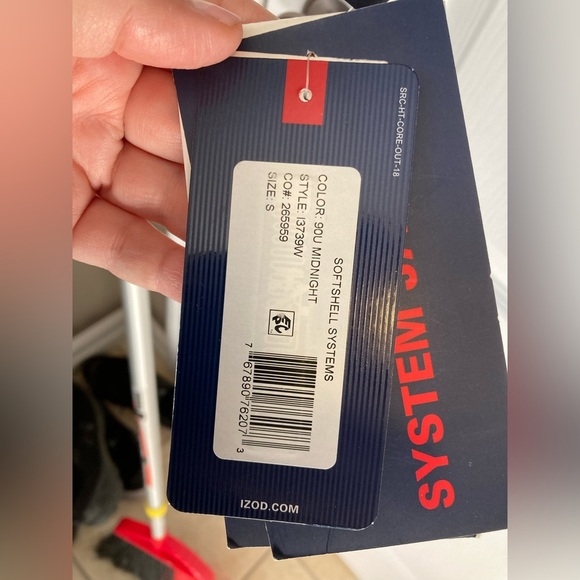 SRC-HT-CORE-OUT-18
SOFTSHELL SYSTEMS
COLOR: 90U MIDNIGHT
STYLE: I3739W
CO#: 265959
SIZE: S
EPC
7 67890 76207 3
IZOD.COM
SYSTEM